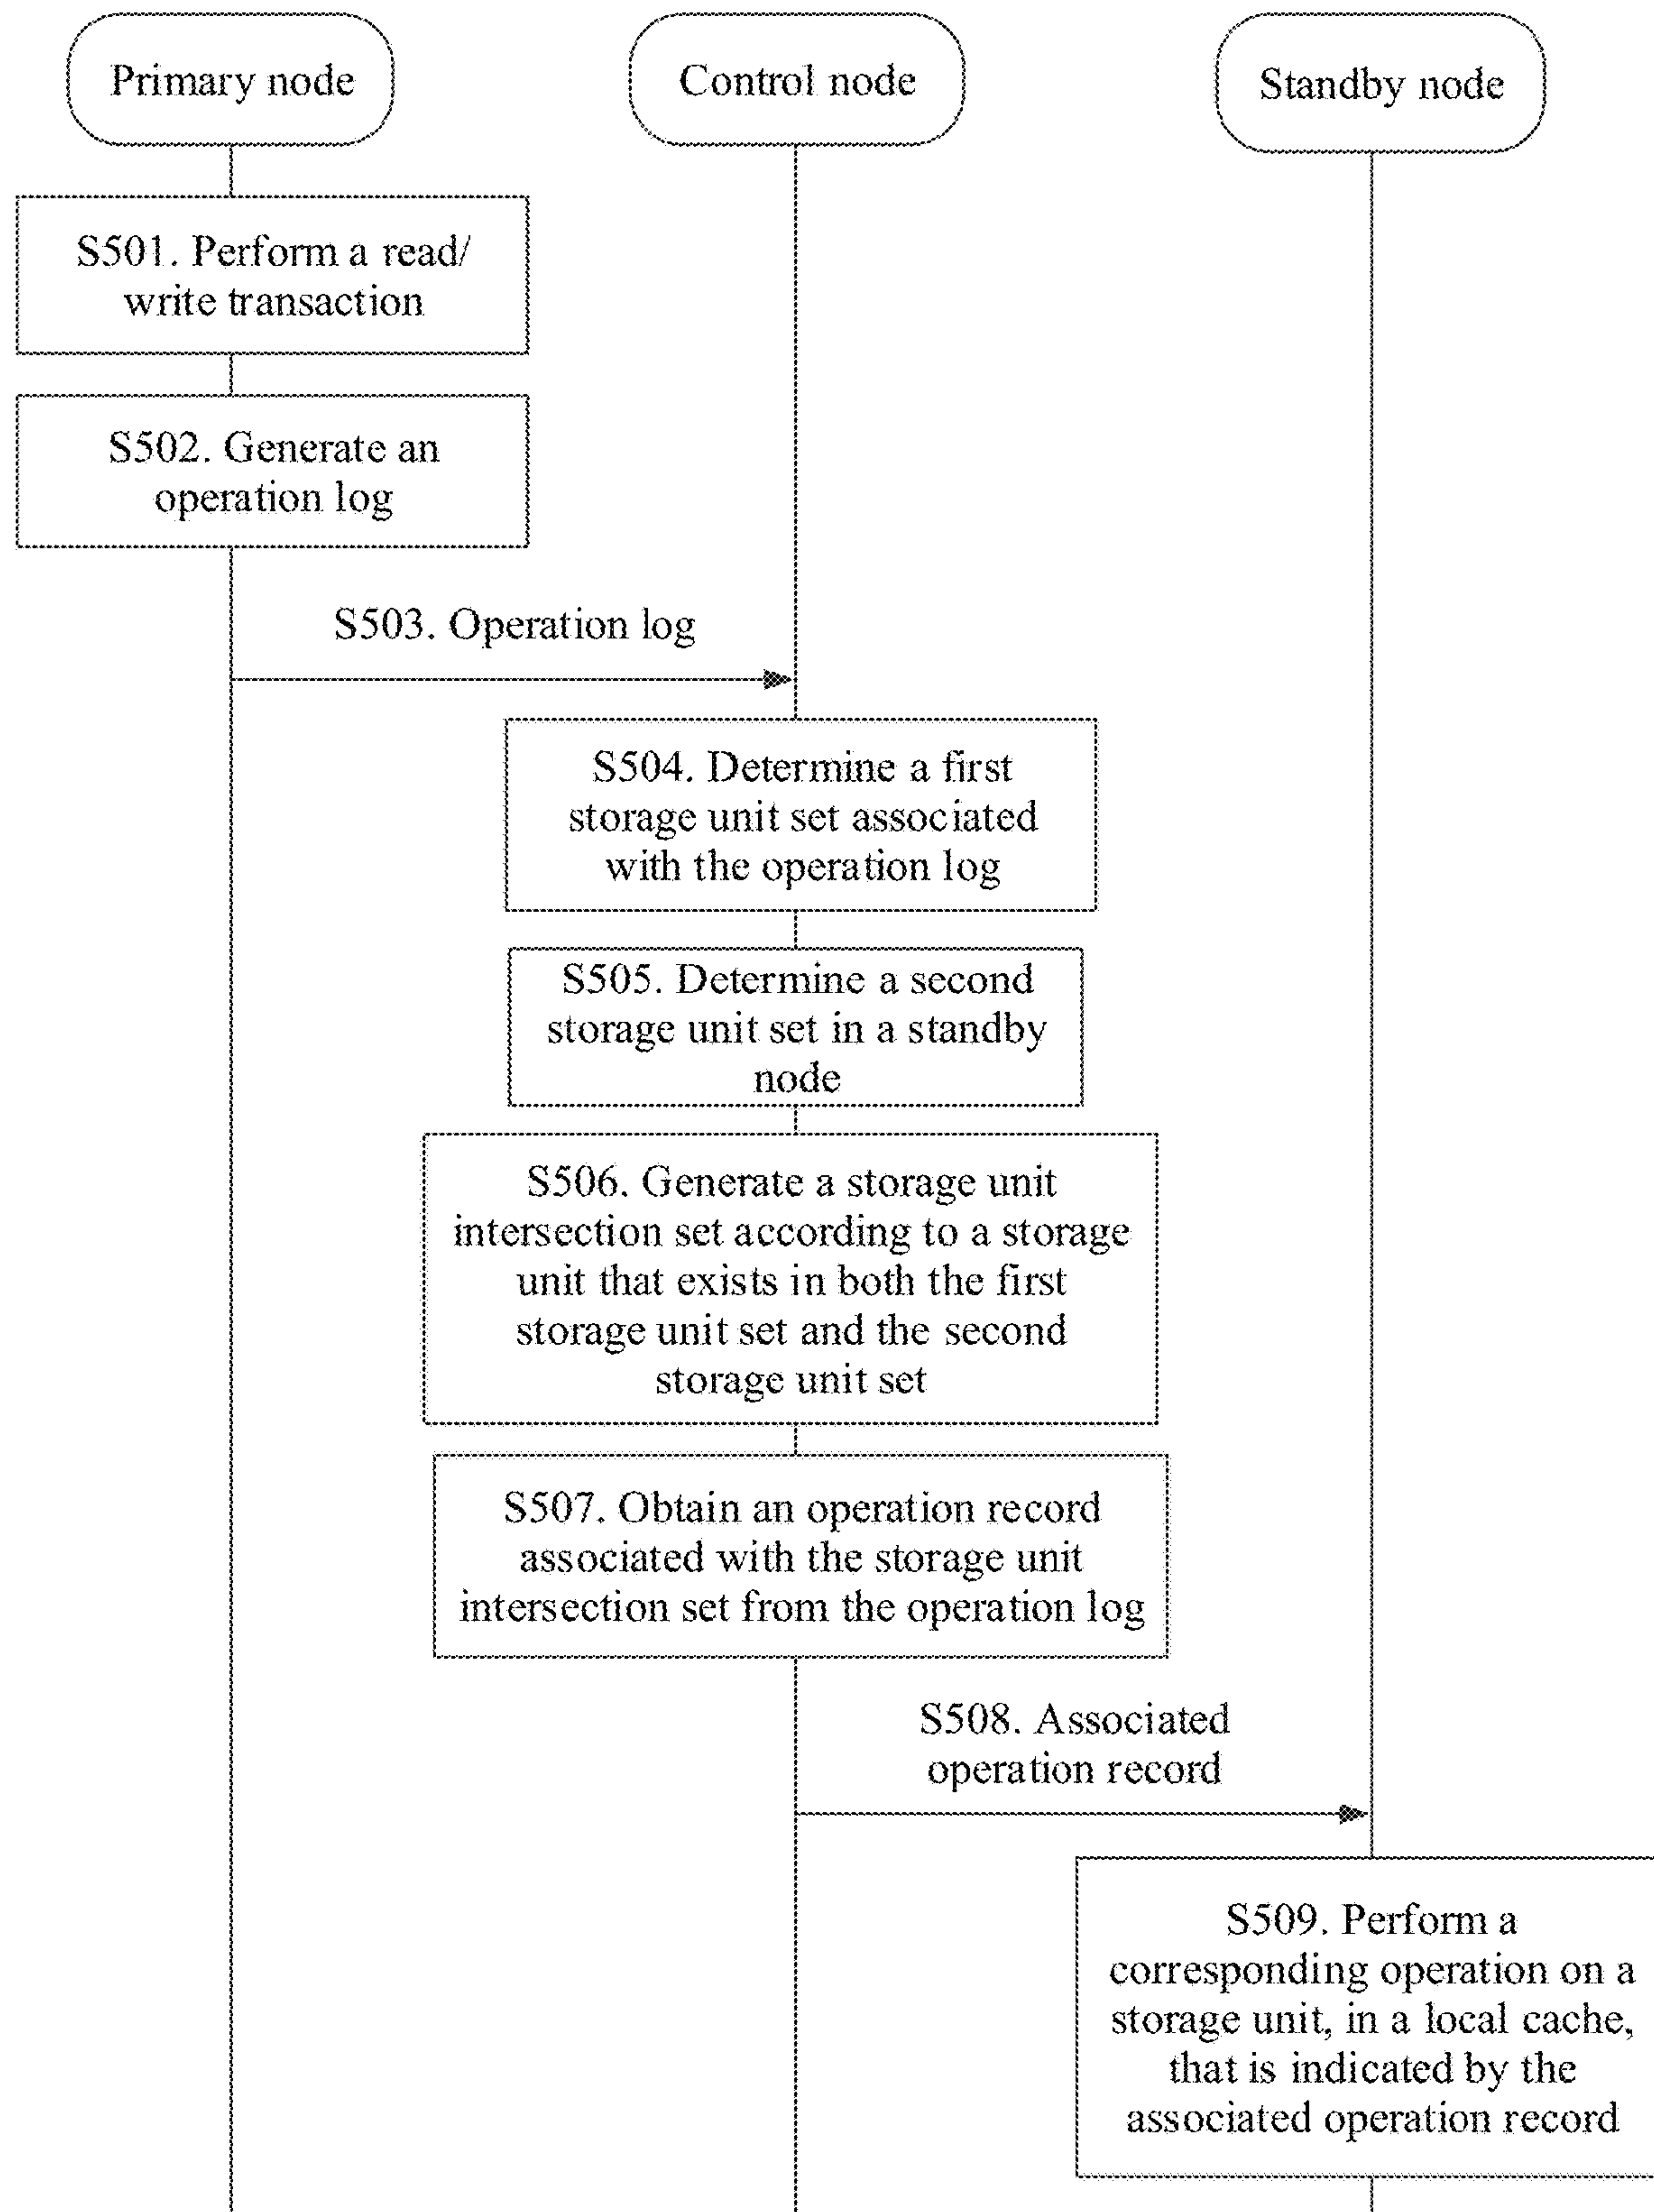 Primary node
Control node
Standby node
S501. Perform a read/
write transaction
S502. Generate an
operation log
S503. Operation log
S504. Determine a first
storage unit set associated
with the operation log
S505. Determine a second
storage unit set in a standby
node
S506. Generate a storage unit
intersection set according to a storage
unit that exists in both the first
storage unit set and the second
storage unit set
S507. Obtain an operation record
associated with the storage unit
intersection set from the operation log
S508. Associated
operation record
S509. Perform a
corresponding operation on a
storage unit, in a local cache,
that is indicated by the
associated operation record